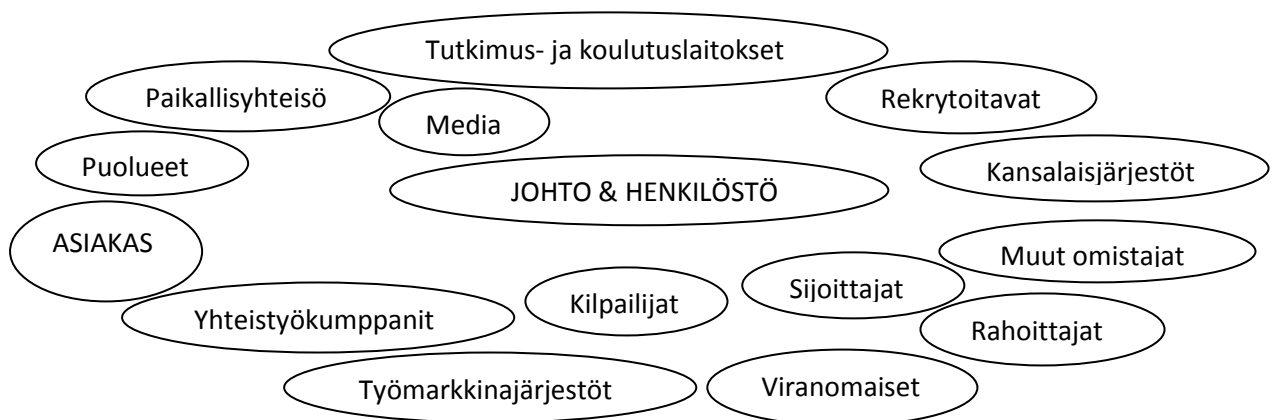 Tutkimus- ja koulutuslaitokset
Paikallisyhteisö
Rekrytoitavat
Media
Puolueet
Kansalaisjärjestöt
JOHTO & HENKILÖSTÖ
ASIAKAS
Muut omistajat
Sijoittajat
Kilpailijat
Yhteistyökumppanit
Rahoittajat
Työmarkkinajärjestöt
Viranomaiset